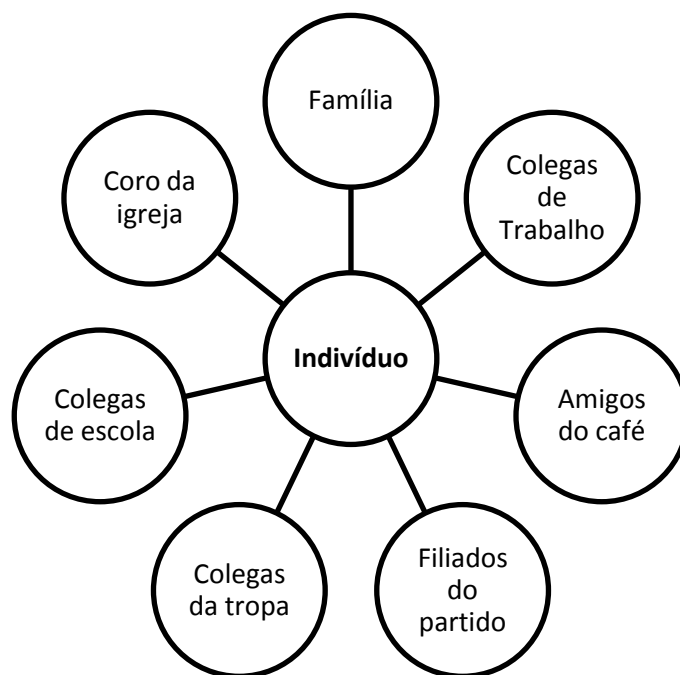 Família
Coro da
igreja
Colegas
de
Trabalho
Indivíduo
Colegas
de escola
Amigos
do café
Colegas
da tropa
Filiados
do
partido